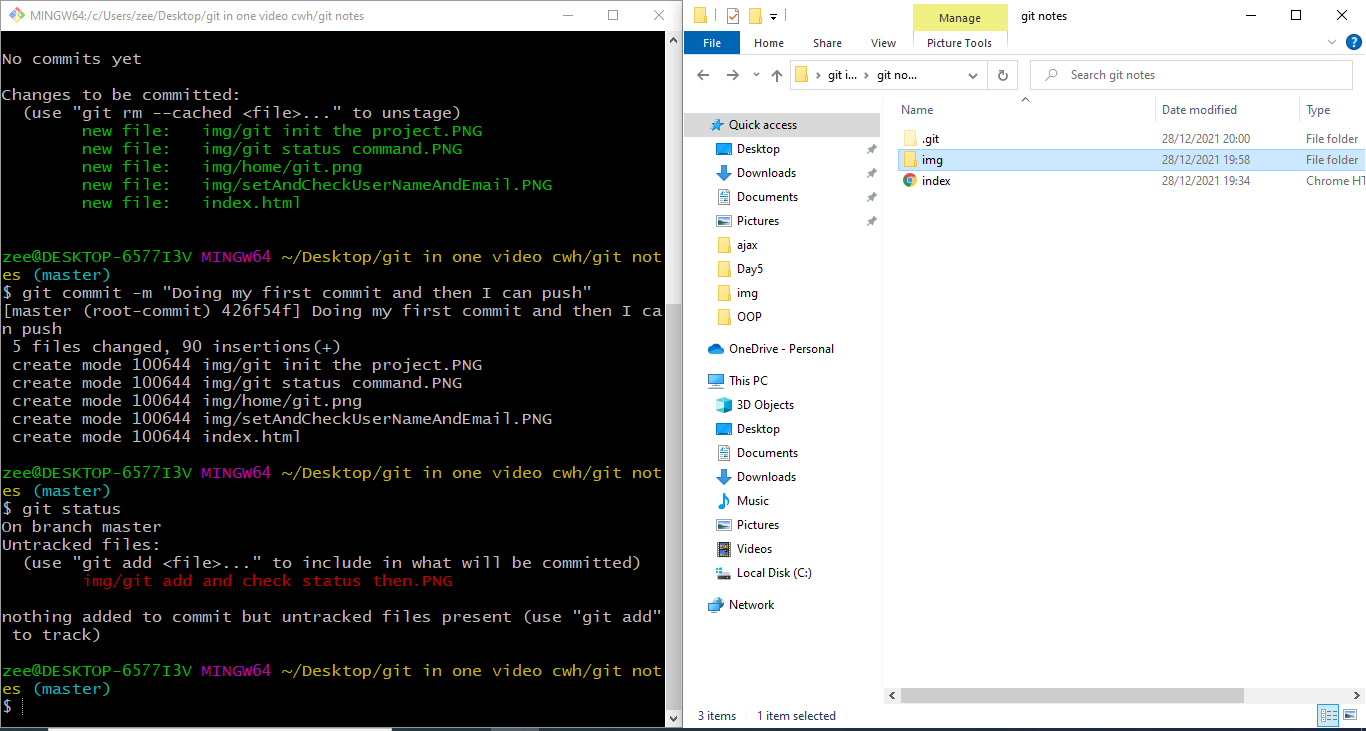 MINGW64:/c/Users/zee/Desktop/git in one video cwh/git notes
No commits yet
Changes to be committed:
(use "git rm --cached <file>..." to unstage)
new file:   img/git init the project.PNG
new file:   img/git status command.PNG
new file:   img/home/git.png
new file:   img/setAndCheckUserNameAndEmail.PNG
new file:   index.html
zee@DESKTOP-6577I3V MINGW64 ~/Desktop/git in one video cwh/git not
es (master)
$ git commit -m "Doing my first commit and then I can push"
[master (root-commit) 426f54f] Doing my first commit and then I ca
n push
5 files changed, 90 insertions(+)
create mode 100644 img/git init the project.PNG
create mode 100644 img/git status command.PNG
create mode 100644 img/home/git.png
create mode 100644 img/setAndCheckUserNameAndEmail.PNG
create mode 100644 index.html
zee@DESKTOP-6577I3V MINGW64 ~/Desktop/git in one video cwh/git not
es (master)
$ git status
On branch master
Untracked files:
(use "git add <file>..." to include in what will be committed)
img/git add and check status then.PNG
nothing added to commit but untracked files present (use "git add"
to track)
zee@DESKTOP-6577I3V MINGW64 ~/Desktop/git in one video cwh/git not
es (master)
$
Manage git notes
File Home Share View Picture Tools
git i... git no... Search git notes
Name Date modified Type
.git 28/12/2021 20:00 File folder
img 28/12/2021 19:58 File folder
index 28/12/2021 19:34 Chrome HT
Quick access
Desktop
Downloads
Documents
Pictures
ajax
Day5
img
OOP
OneDrive - Personal
This PC
3D Objects
Desktop
Documents
Downloads
Music
Pictures
Videos
Local Disk (C:)
Network
3 items 1 item selected